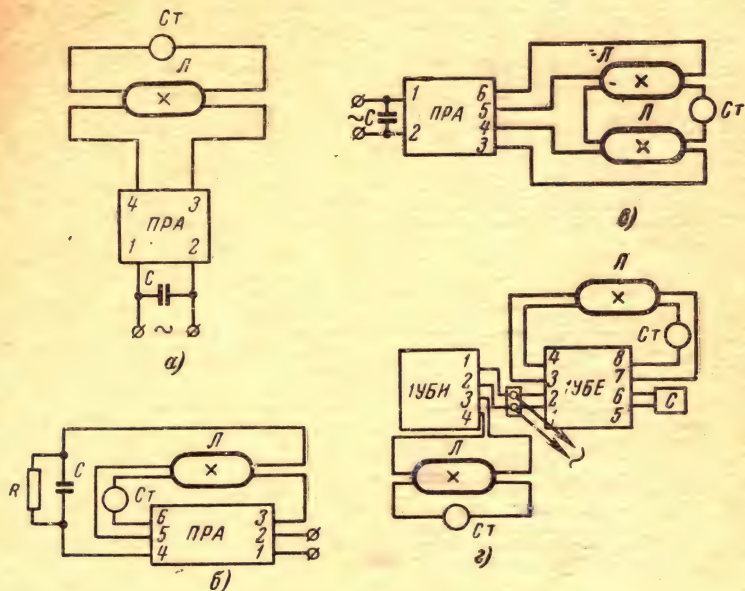 Ст
Л
4 3
ПРА
1 2
С
~
а)
R
С
Л
Ст
6 3
5 ПРА 2
4 1
б)
Л
1 6
С ПРА 5
~ 4
2 3
Л
Ст
в)
Л
Ст
1
2
1УБИ 3
4
4 8
3 7
2 1УБЕ 6
5
С
~
Л
Ст
г)